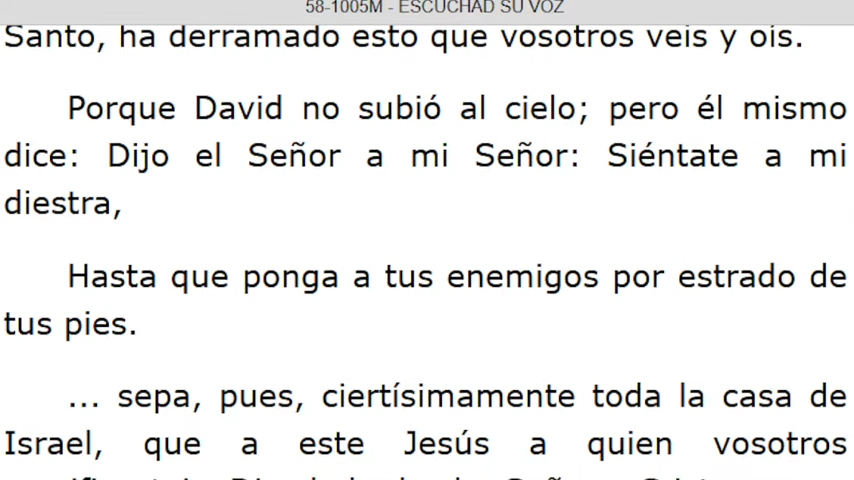 58-1005M - ESCUCHAD SU VOZ
Santo, ha derramado esto que vosotros veis y oís.
Porque David no subió al cielo; pero él mismo
dice: Dijo el Señor a mi Señor: Siéntate a mi
diestra,
Hasta que ponga a tus enemigos por estrado de
tus pies.
... sepa, pues, ciertísimamente toda la casa de
Israel, que a este Jesús a quien vosotros